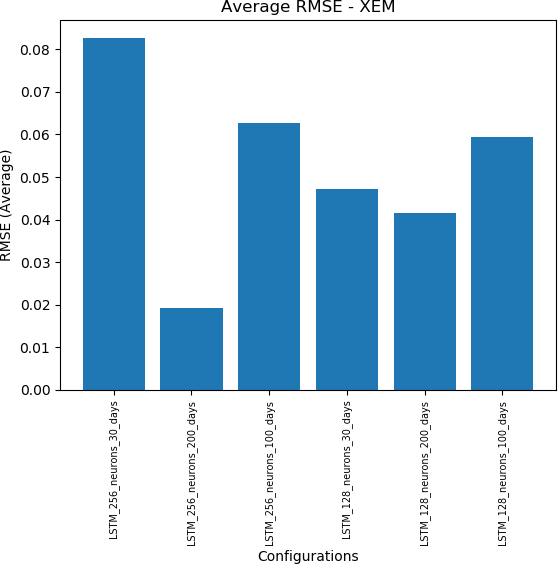 Average RMSE - XEM
RMSE (Average)
0.08
0.07
0.06
0.05
0.04
0.03
0.02
0.01
0.00
LSTM_256_neurons_30_days
LSTM_256_neurons_200_days
LSTM_256_neurons_100_days
LSTM_128_neurons_30_days
LSTM_128_neurons_200_days
LSTM_128_neurons_100_days
Configurations